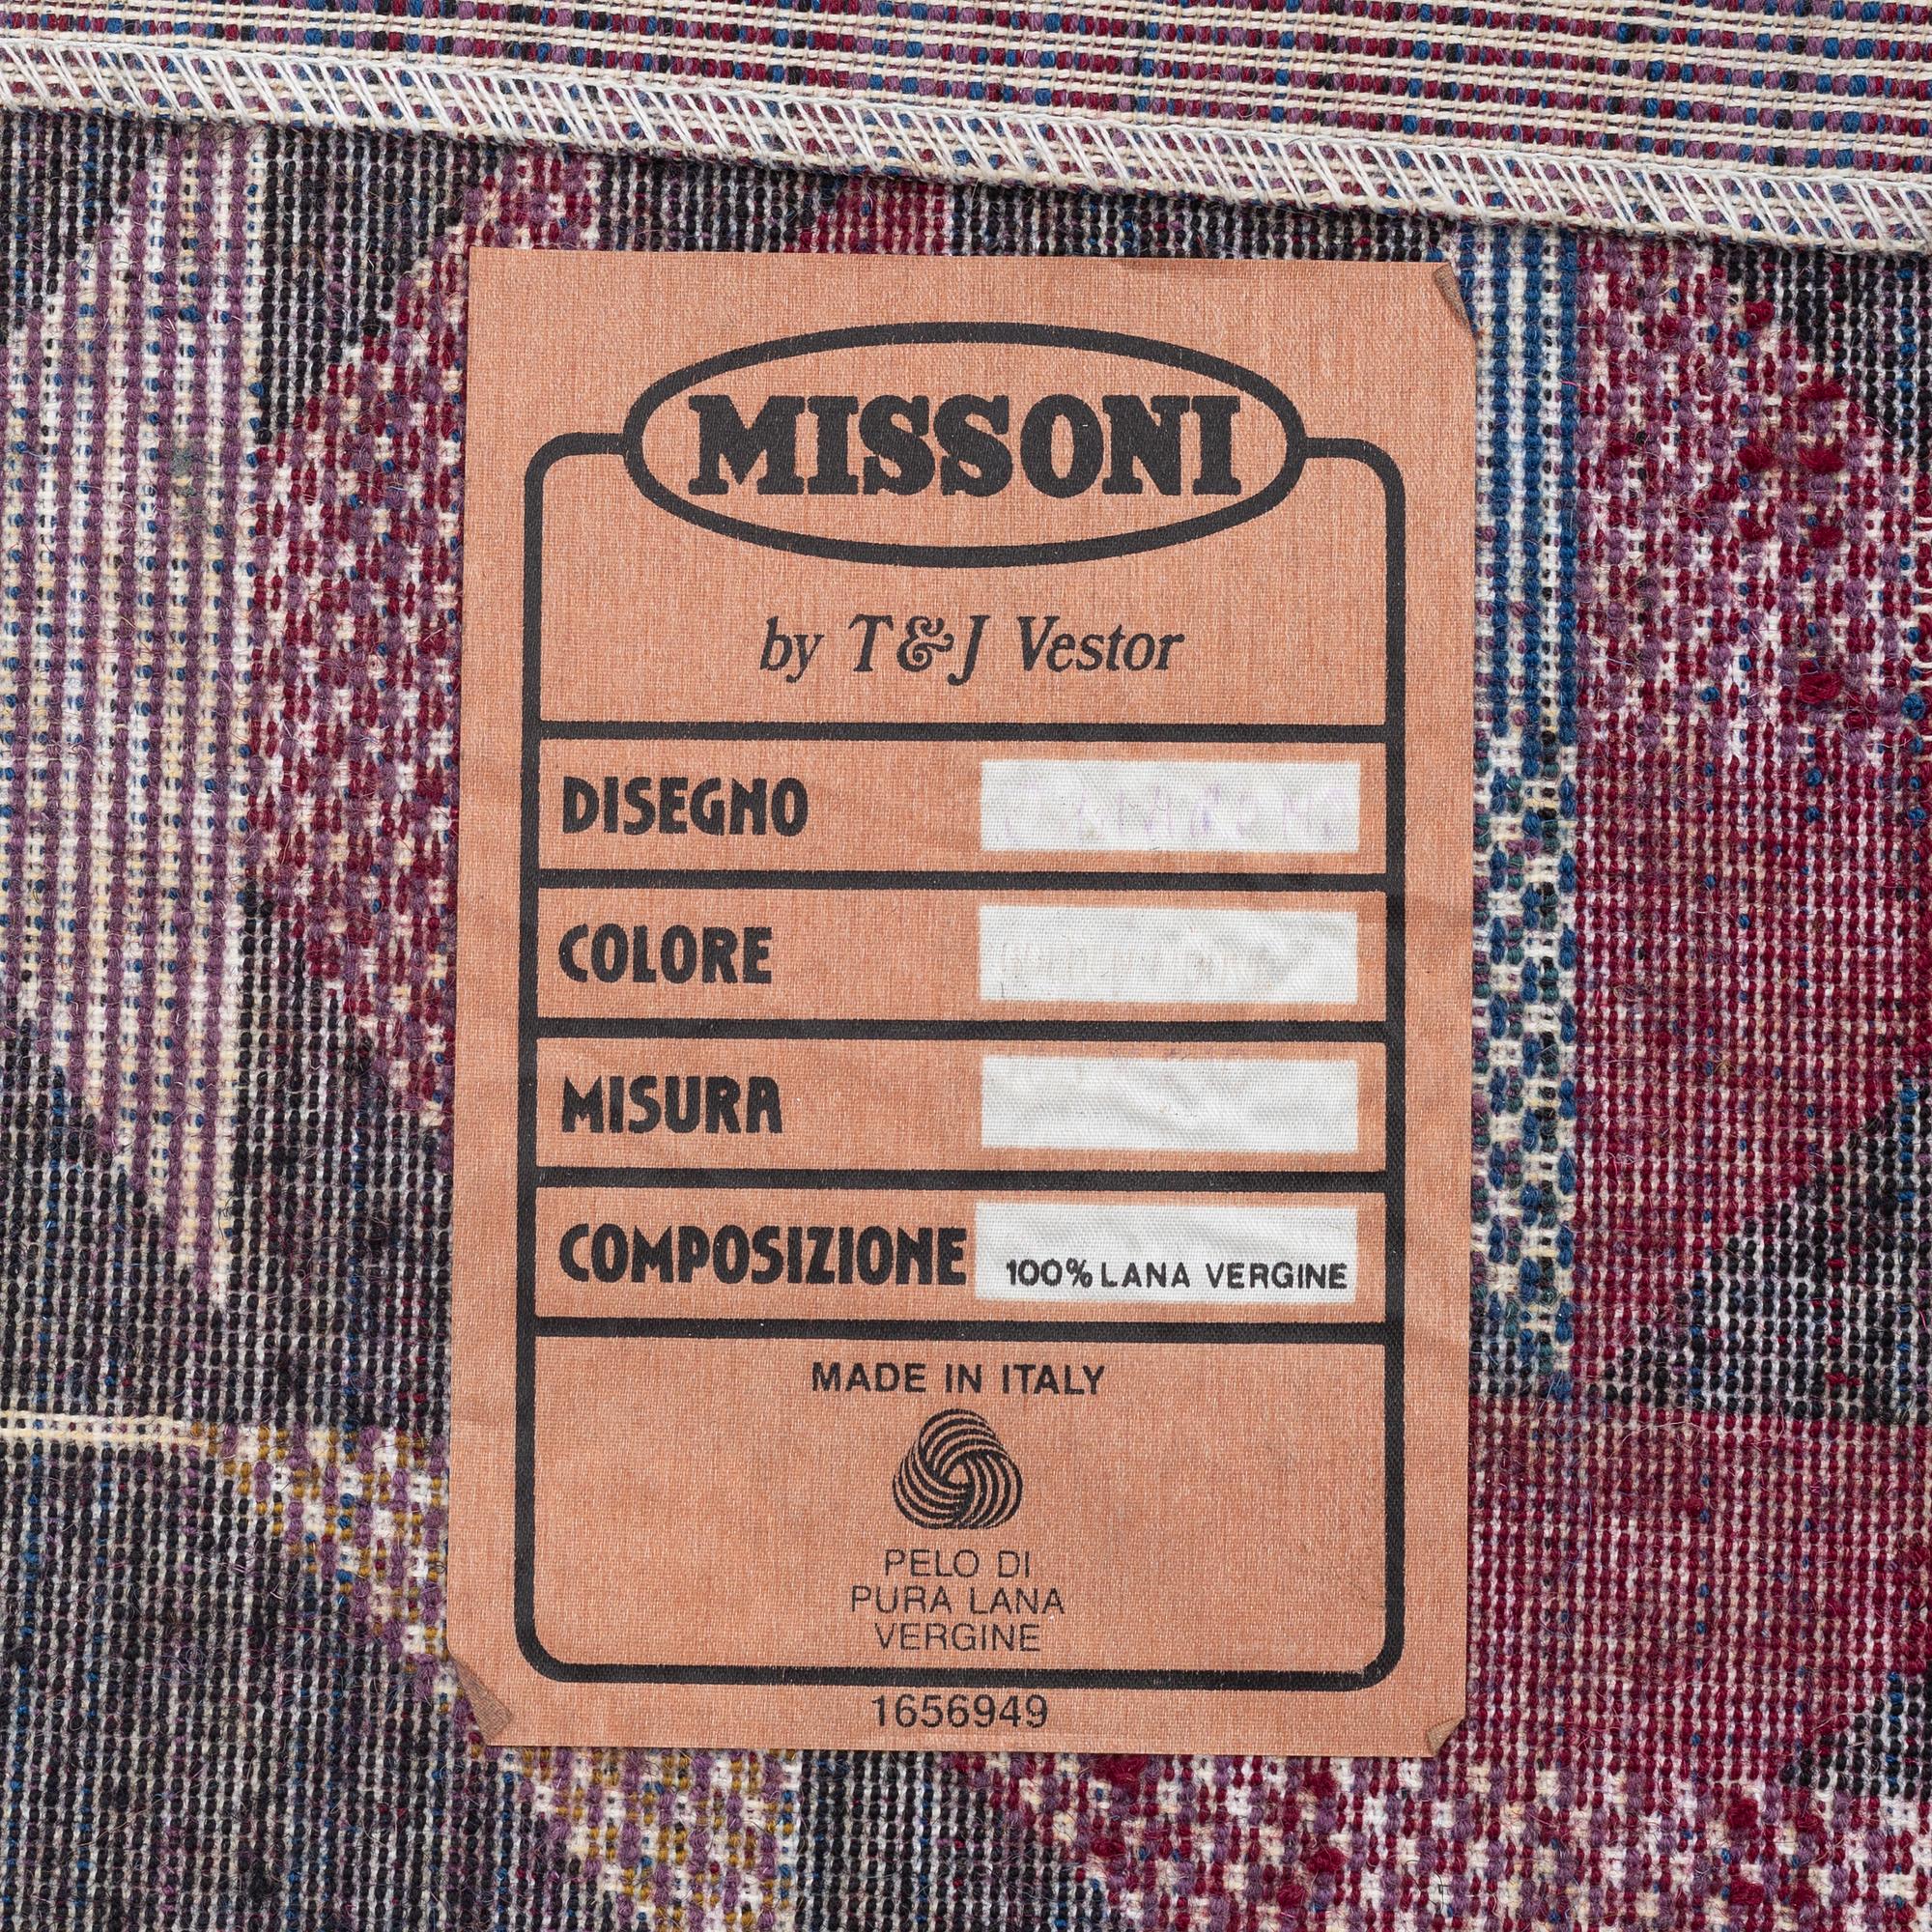 MISSONI
by T&J Vestor
DISEGNO
COLORE
MISURA
COMPOSIZIONE 100% LANA VERGINE
MADE IN ITALY
PELO DI
PURA LANA
VERGINE
1656949